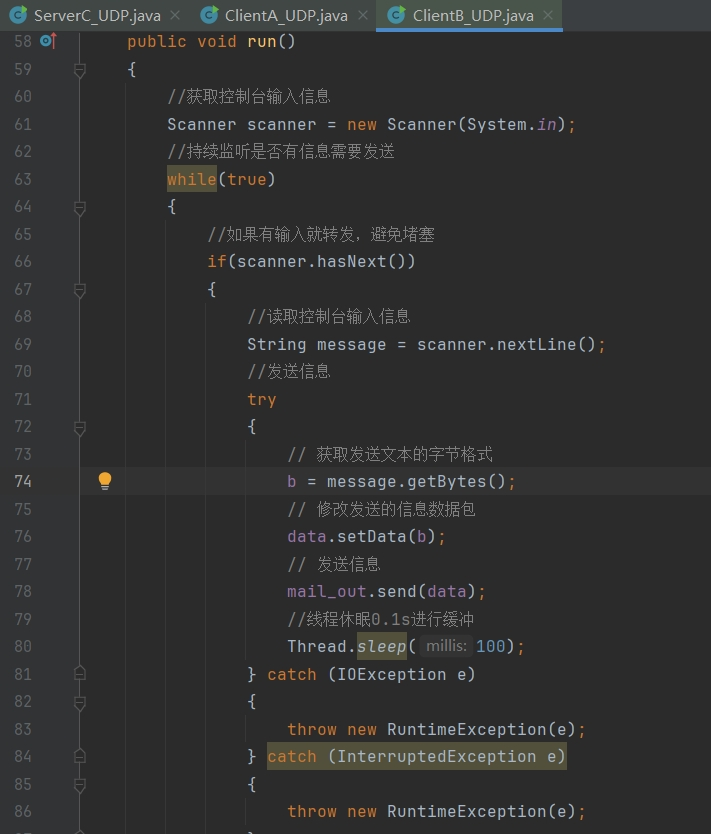 ServerC_UDP.java ClientA_UDP.java ClientB_UDP.java
58 public void run()
59 {
60 //获取控制台输入信息
61 Scanner scanner = new Scanner(System.in);
62 //持续监听是否有信息需要发送
63 while(true)
64 {
65 //如果有输入就转发，避免堵塞
66 if(scanner.hasNext())
67 {
68 //读取控制台输入信息
69 String message = scanner.nextLine();
70 //发送信息
71 try
72 {
73 // 获取发送文本的字节格式
74 b = message.getBytes();
75 // 修改发送的信息数据包
76 data.setData(b);
77 // 发送信息
78 mail_out.send(data);
79 //线程休眠0.1s进行缓冲
80 Thread.sleep( millis: 100);
81 } catch (IOException e)
82 {
83 throw new RuntimeException(e);
84 } catch (InterruptedException e)
85 {
86 throw new RuntimeException(e);